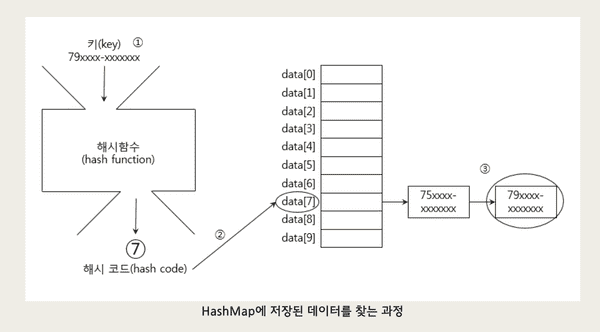 키(key) ①
79xxxx-xxxxxxx
해시함수
(hash function)
7
해시 코드(hash code)
②
data[0]
data[1]
data[2]
data[3]
data[4]
data[5]
data[6]
data[7]
data[8]
data[9]
75xxxx-
xxxxxxx
③
79xxxx-
xxxxxxx
HashMap에 저장된 데이터를 찾는 과정